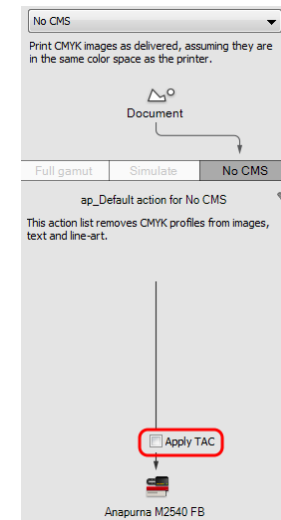 No CMS
Print CMYK images as delivered, assuming they are
in the same color space as the printer.
Document
Full gamut
Simulate
No CMS
ap_Default action for No CMS
This action list removes CMYK profiles from images,
text and line-art.
Apply TAC
Anapurna M2540 FB